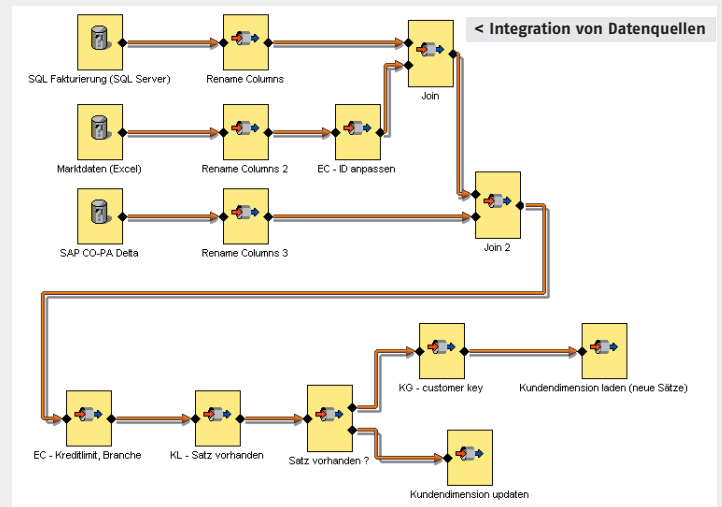 < Integration von Datenquellen
SQL Fakturierung (SQL Server)
Rename Columns
Join
Marktdaten (Excel)
Rename Columns 2
EC - ID anpassen
SAP CO-PA Delta
Rename Columns 3
Join 2
KG - customer key
Kundendimension laden (neue Sätze)
EC - Kreditlimit, Branche
KL - Satz vorhanden
Satz vorhanden ?
Kundendimension updaten